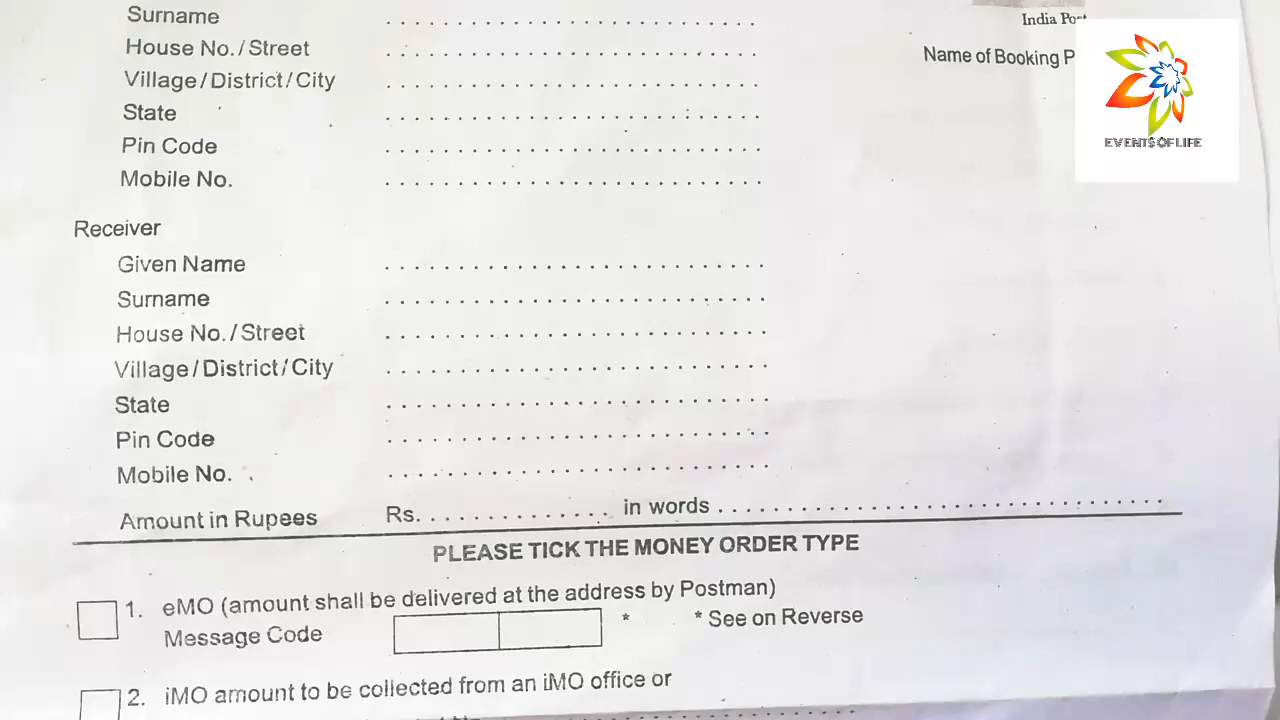 Surname
India Post
House No./Street
Name of Booking P
Village/District/City
State
Pin Code
Mobile No.
EVENTS OF LIFE
Receiver
Given Name
Surname
House No./Street
Village/District/City
State
Pin Code
Mobile No.
Amount in Rupees Rs. in words
PLEASE TICK THE MONEY ORDER TYPE
1. eMO (amount shall be delivered at the address by Postman)
Message Code * * See on Reverse
2. iMO amount to be collected from an iMO office or